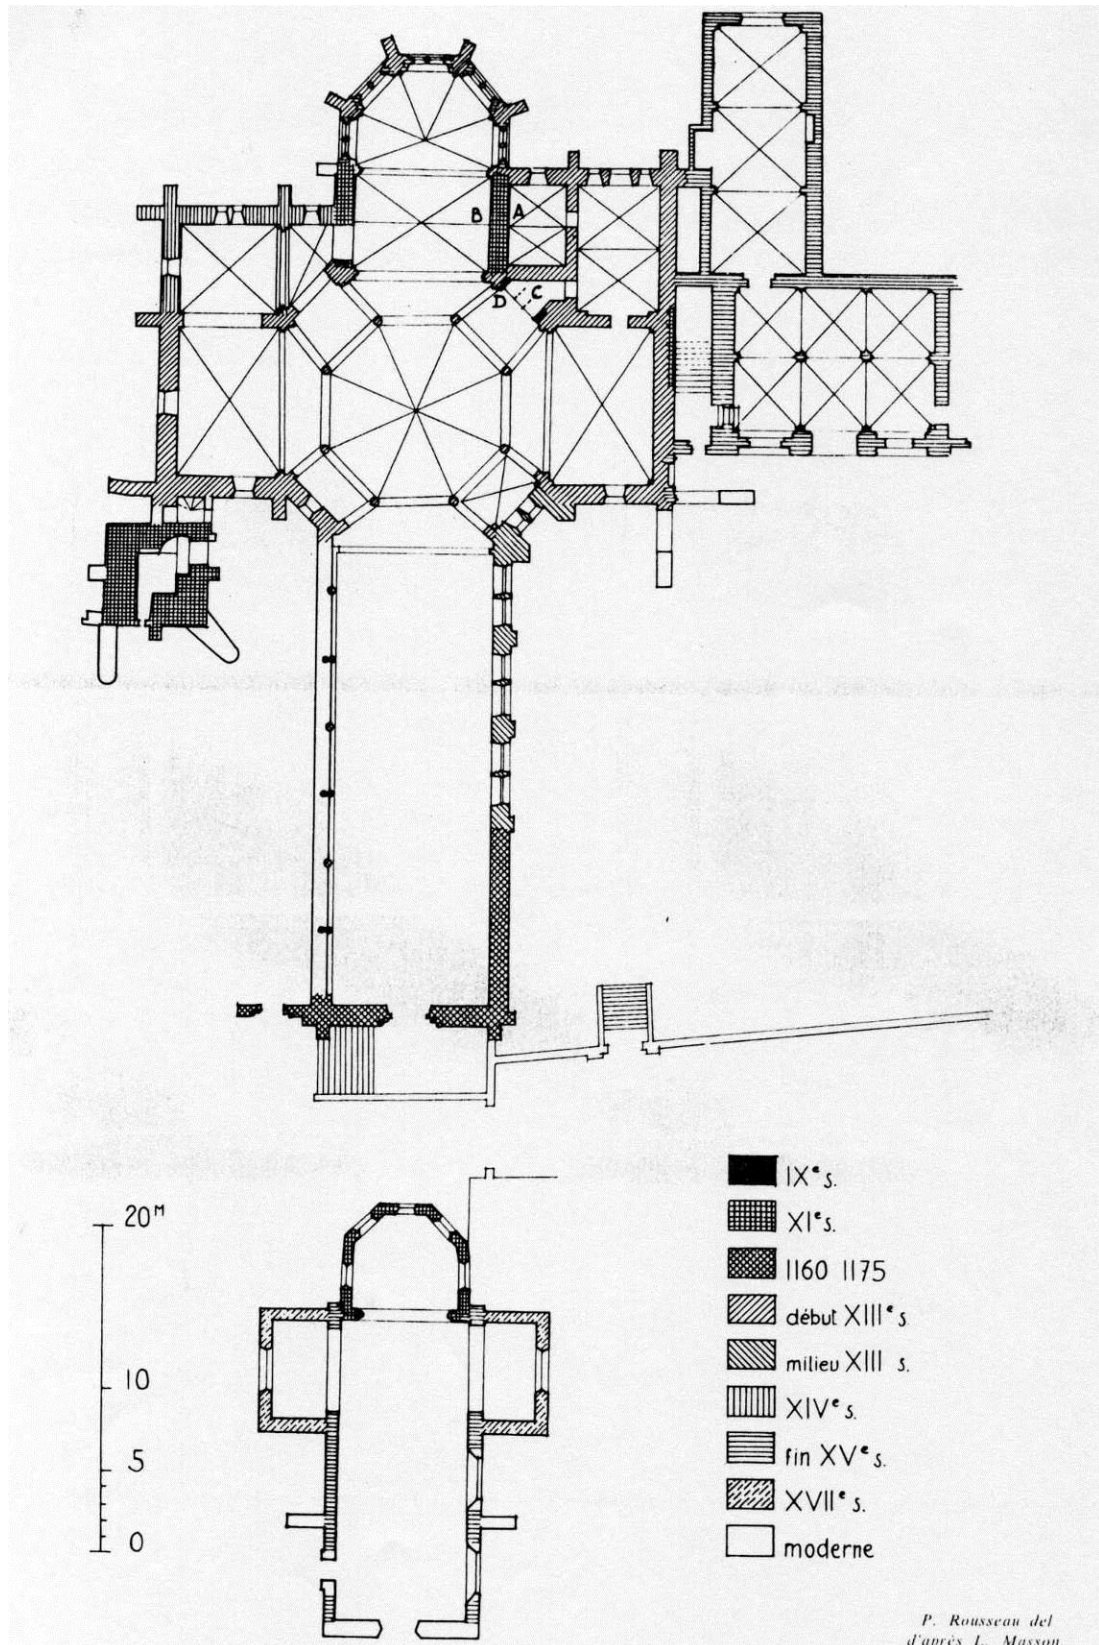 B A
D C
20ᴹ
10
5
0
IXᵉ s.
XIᵉ s.
1160 1175
début XIIIᵉ s.
milieu XIII s.
XIVᵉ s.
fin XVᵉ s.
XVIIᵉ s.
moderne
P. Rousseau del
d'après L. Masson